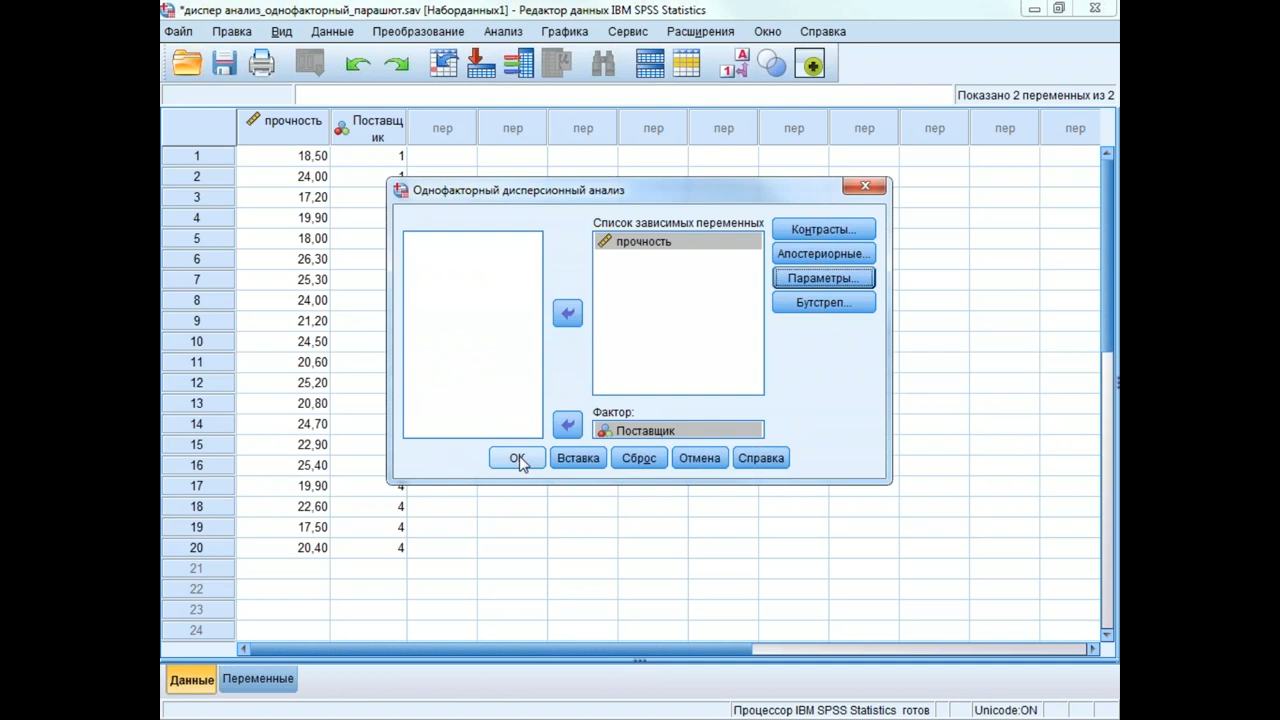 *диспер анализ_однофакторный_парашют.sav [Наборданных1] - Редактор данных IBM SPSS Statistics
Файл Правка Вид Данные Преобразование Анализ Графика Сервис Расширения Окно Справка
Показано 2 переменных из 2
прочность Поставщ
ик
пер пер пер пер пер пер пер пер пер пер
1 18,50 1
2 24,00
3 17,20
4 19,90
5 18,00
6 26,30
7 25,30
8 24,00
9 21,20
10 24,50
11 20,60
12 25,20
13 20,80
14 24,70
15 22,90
16 25,40
17 19,90 4
18 22,60 4
19 17,50 4
20 20,40 4
21
22
23
24
Однофакторный дисперсионный анализ
Список зависимых переменных
прочность
Контрасты...
Апостериорные...
Параметры...
Бутстреп...
Фактор:
Поставщик
ОК Вставка Сброс Отмена Справка
Данные Переменные
Процессор IBM SPSS Statistics готов Unicode:ON